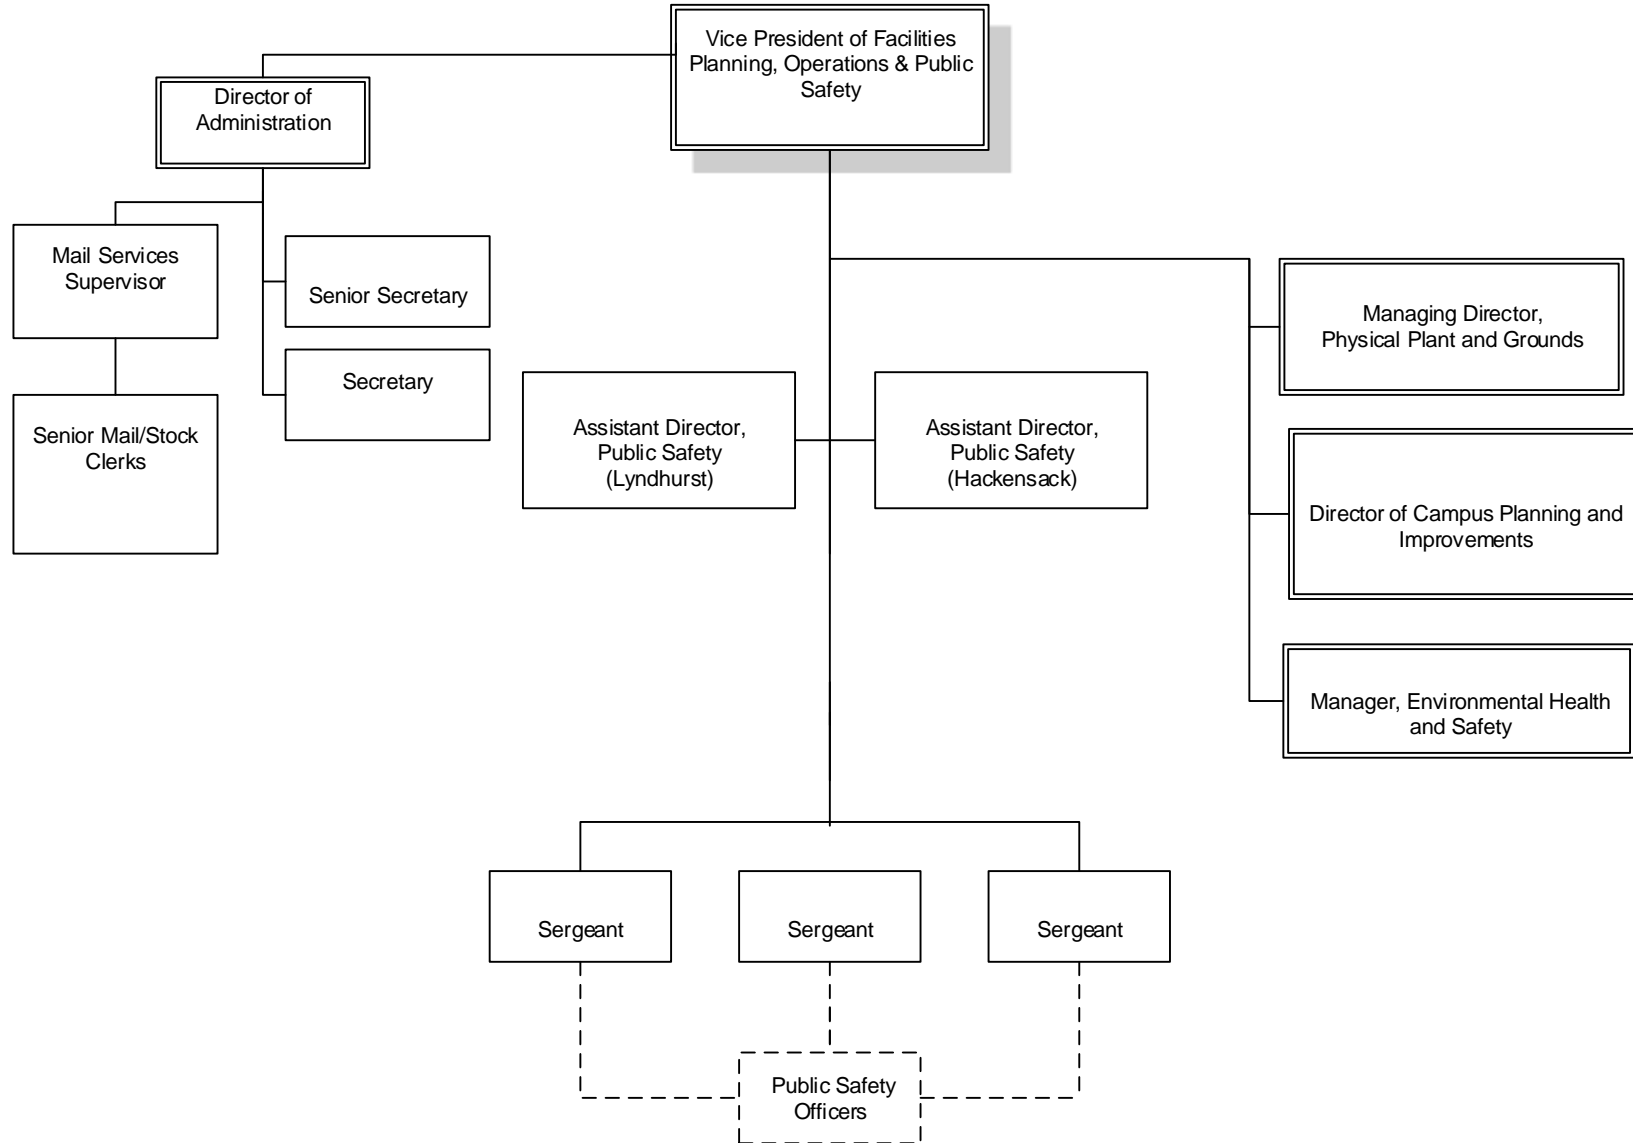 Vice President of Facilities
Planning, Operations & Public
Safety
Director of
Administration
Mail Services
Supervisor
Senior Secretary
Secretary
Senior Mail/Stock
Clerks
Assistant Director,
Public Safety
(Lyndhurst)
Assistant Director,
Public Safety
(Hackensack)
Managing Director,
Physical Plant and Grounds
Director of Campus Planning and
Improvements
Manager, Environmental Health
and Safety
Sergeant
Sergeant
Sergeant
Public Safety
Officers